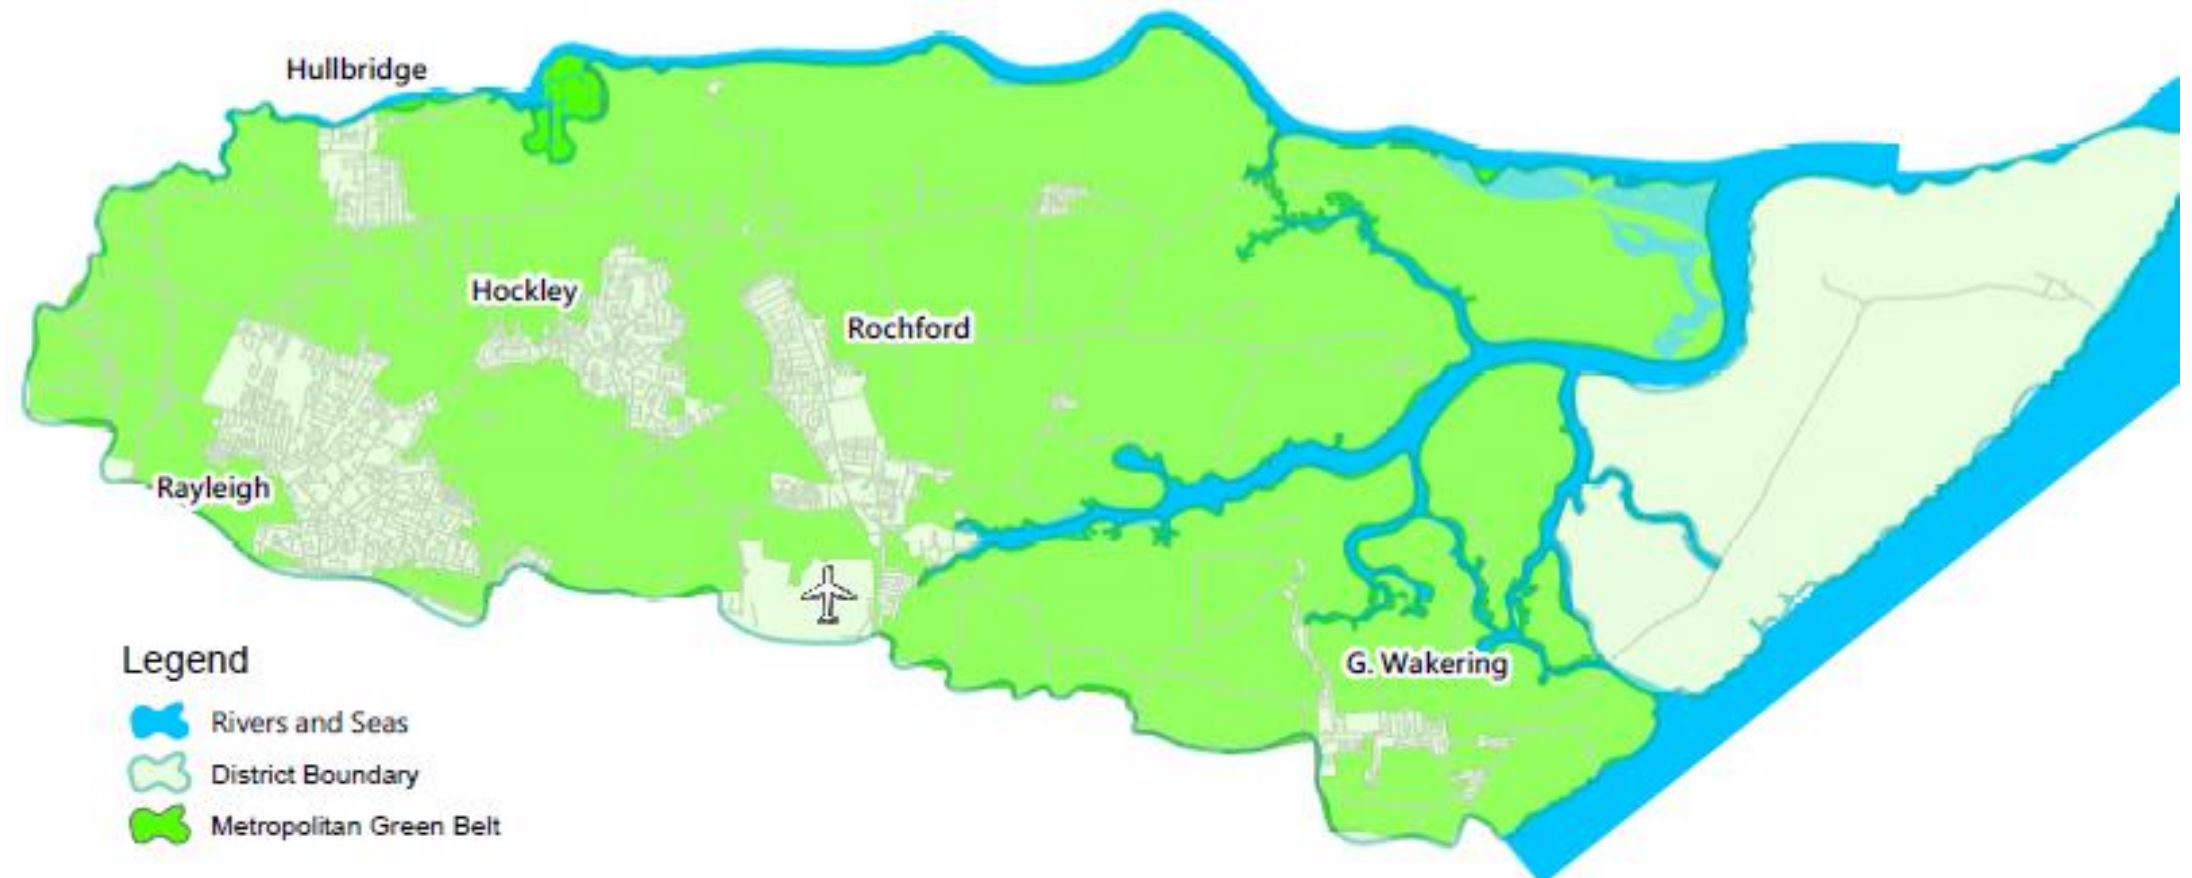 Hullbridge
Hockley
Rochford
Rayleigh
G. Wakering
Legend
Rivers and Seas
District Boundary
Metropolitan Green Belt